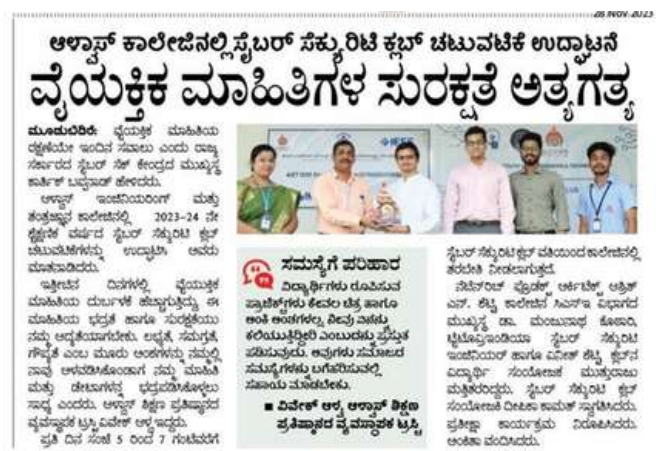 26 NOV 2023
ಆಳ್ವಾಸ್ ಕಾಲೇಜಿನಲ್ಲಿ ಸೈಬರ್ ಸೆಕ್ಯುರಿಟಿ ಕ್ಲಬ್ ಚಟುವಟಿಕೆ ಉದ್ಘಾಟನೆ
ವೈಯಕ್ತಿಕ ಮಾಹಿತಿಗಳ ಸುರಕ್ಷತೆ ಅತ್ಯಗತ್ಯ
ಮೂಡುಬಿದಿರೆ: ವೈಯಕ್ತಿಕ ಮಾಹಿತಿಯ
ರಕ್ಷಣೆಯೇ ಇಂದಿನ ಸವಾಲು ಎಂದು ರಾಜ್ಯ
ಸರ್ಕಾರದ ಸೈಬರ್ ಸೆಕ್ ಕೇಂದ್ರದ ಮುಖ್ಯಸ್ಥ
ಕಾರ್ತಿಕ್ ಬಪ್ಪನಾಡ್ ಹೇಳಿದರು.
ಆಳ್ವಾಸ್ ಇಂಜಿನಿಯರಿಂಗ್ ಮತ್ತು
ತಂತ್ರಜ್ಞಾನ ಕಾಲೇಜಿನಲ್ಲಿ 2023-24 ನೇ
ಶೈಕ್ಷಣಿಕ ವರ್ಷದ ಸೈಬರ್ ಸೆಕ್ಯುರಿಟಿ ಕ್ಲಬ್
ಚಟುವಟಿಕೆಗಳನ್ನು ಉದ್ಘಾಟಿಸಿ ಅವರು
ಮಾತನಾಡಿದರು.
ಇತ್ತೀಚಿನ ದಿನಗಳಲ್ಲಿ ವೈಯುಕ್ತಿಕ
ಮಾಹಿತಿಯ ದುರ್ಬಳಕೆ ಹೆಚ್ಚಾಗುತ್ತಿದ್ದು, ಈ
ಮಾಹಿತಿಯ ಭದ್ರತೆ ಹಾಗೂ ಸುರಕ್ಷತೆಯು
ನಮ್ಮ ಆದ್ಯತೆಯಾಗಬೇಕು. ಲಭ್ಯತೆ, ಸಮಗ್ರತೆ,
ಗೌಪ್ಯತೆ ಎಂಬ ಮೂರು ಅಂಶಗಳನ್ನು ನಮ್ಮಲ್ಲಿ
ನಾವು ಅಳವಡಿಸಿಕೊಂಡಾಗ ನಮ್ಮ ಮಾಹಿತಿ
ಮತ್ತು ಡೇಟಾಗಳನ್ನು ಭದ್ರಪಡಿಸಿಕೊಳ್ಳಲು
ಸಾಧ್ಯ ಎಂದರು. ಆಳ್ವಾಸ್ ಶಿಕ್ಷಣ ಪ್ರತಿಷ್ಠಾನದ
ವ್ಯವಸ್ಥಾಪಕ ಟ್ರಸ್ಟಿ ವಿವೇಕ್ ಆಳ್ವ ಇದ್ದರು.
ಪ್ರತಿ ದಿನ ಸಂಜೆ 5 ರಿಂದ 7 ಗಂಟೆವರೆಗೆ
IEEE
ಸಮಸ್ಯೆಗೆ ಪರಿಹಾರ
ವಿದ್ಯಾರ್ಥಿಗಳು ರೂಪಿಸುವ
ಪ್ರಾಜೆಕ್ಟ್‌ಗಳು ಕೇವಲ ಚಿತ್ರ ಹಾಗೂ
ಅಂಕಿ ಅಂಶಗಳಲ್ಲ, ನೀವು ಏನನ್ನು
ಕಲಿಯುತ್ತಿದ್ದೀರಿ ಎಂಬುದನ್ನು ಪ್ರಸ್ತುತ
ಪಡಿಸುವುದು. ಅವುಗಳು ಸಮಾಜದ
ಸಮಸ್ಯೆಗಳನ್ನು ಬಗೆಹರಿಸುವಲ್ಲಿ
ಸಹಾಯ ಮಾಡಬೇಕು.
■ ವಿವೇಕ್ ಆಳ್ವ ಆಳ್ವಾಸ್ ಶಿಕ್ಷಣ
ಪ್ರತಿಷ್ಠಾನದ ವ್ಯವಸ್ಥಾಪಕ ಟ್ರಸ್ಟಿ
ಸೈಬರ್ ಸೆಕ್ಯುರಿಟಿ ಕ್ಲಬ್ ವತಿಯಿಂದ ಕಾಲೇಜಿನಲ್ಲಿ
ತರಬೇತಿ ನೀಡಲಾಗುತ್ತದೆ.
ನೆಟೆನ್‌ರಿಚ್ ಪ್ರೊಡಕ್ಟ್ ಆರ್ಕಿಟೆಕ್ಟ್ ಆಶ್ರಿತ್
ಎನ್. ಶೆಟ್ಟಿ ಕಾಲೇಜಿನ ಸಿಎಸ್‌ಇ ವಿಭಾಗದ
ಮುಖ್ಯಸ್ಥ ಡಾ. ಮಂಜುನಾಥ ಕೊಠಾರಿ,
ಸೈಬರ್ ಸೆಕ್ಯುರಿಟಿ
ಇಂಜಿನಿಯರ್ ಹಾಗೂ ವಿನೀಶ್ ಶೆಟ್ಟಿ ಕ್ಲಬ್‌ನ
ವಿದ್ಯಾರ್ಥಿ ಸಂಯೋಜಕ ಮುತ್ತುರಾಜು
ಮತ್ತಿತರರಿದ್ದರು. ಸೈಬರ್ ಸೆಕ್ಯುರಿಟಿ ಕ್ಲಬ್
ಸಂಯೋಜಕಿ ದೀಪಿಕಾ ಕಾಮತ್ ಸ್ವಾಗತಿಸಿದರು.
ಪ್ರತೀಕ್ಷಾ ಕಾರ್ಯಕ್ರಮ ನಿರೂಪಿಸಿದರು.
ಅಂಕಿತಾ ವಂದಿಸಿದರು.